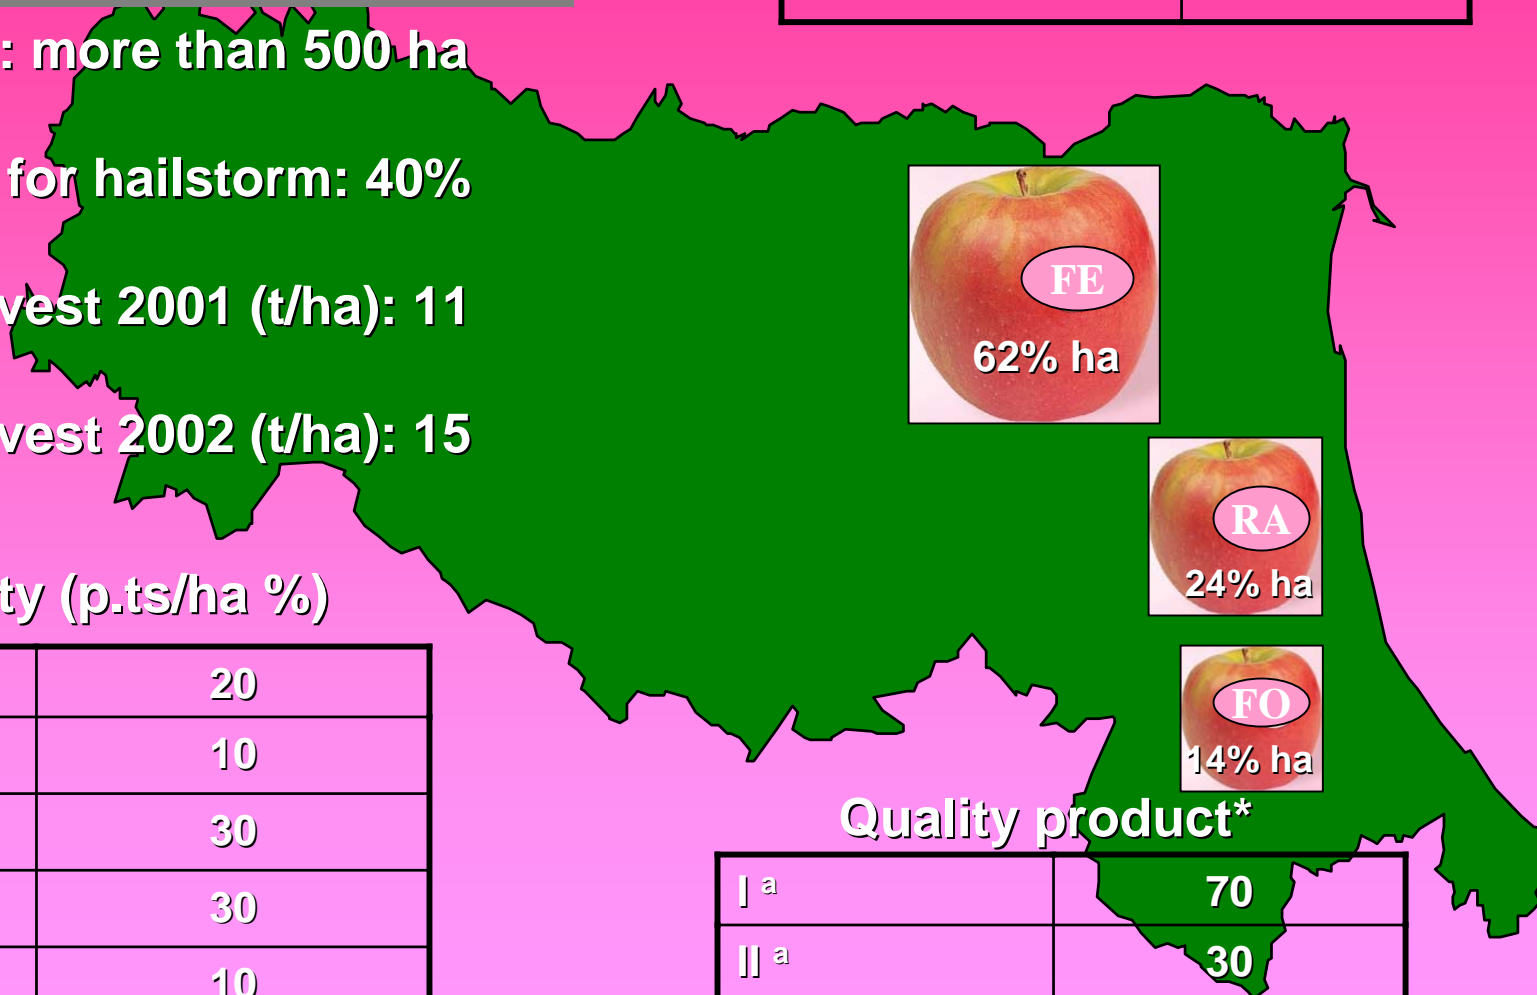 : more than 500 ha
for hailstorm: 40%
vest 2001 (t/ha): 11
vest 2002 (t/ha): 15
FE
62% ha
RA
24% ha
FO
14% ha
ty (p.ts/ha %)
20
10
30
30
10
Quality product*
I ª 70
II ª 30